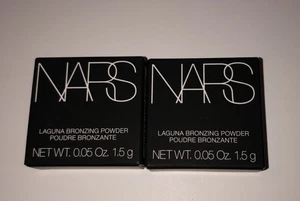 NARS
LAGUNA BRONZING POWDER
POUDRE BRONZANTE
NET WT. 0.05 Oz. 1.5 g
NARS
LAGUNA BRONZING POWDER
POUDRE BRONZANTE
NET WT. 0.05 Oz. 1.5 g